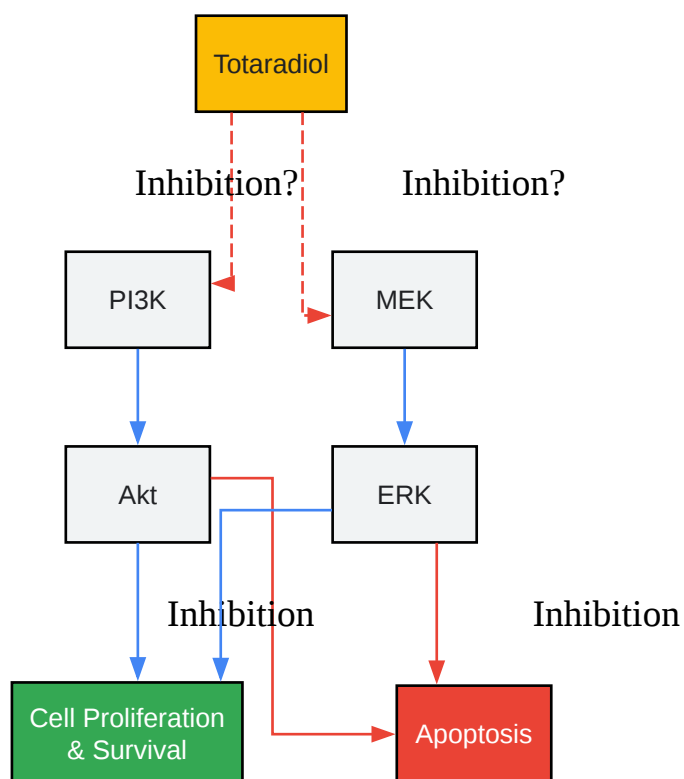 Totaradiol
Inhibition?
Inhibition?
PI3K
MEK
Akt
ERK
Inhibition
Inhibition
Cell Proliferation
& Survival
Apoptosis